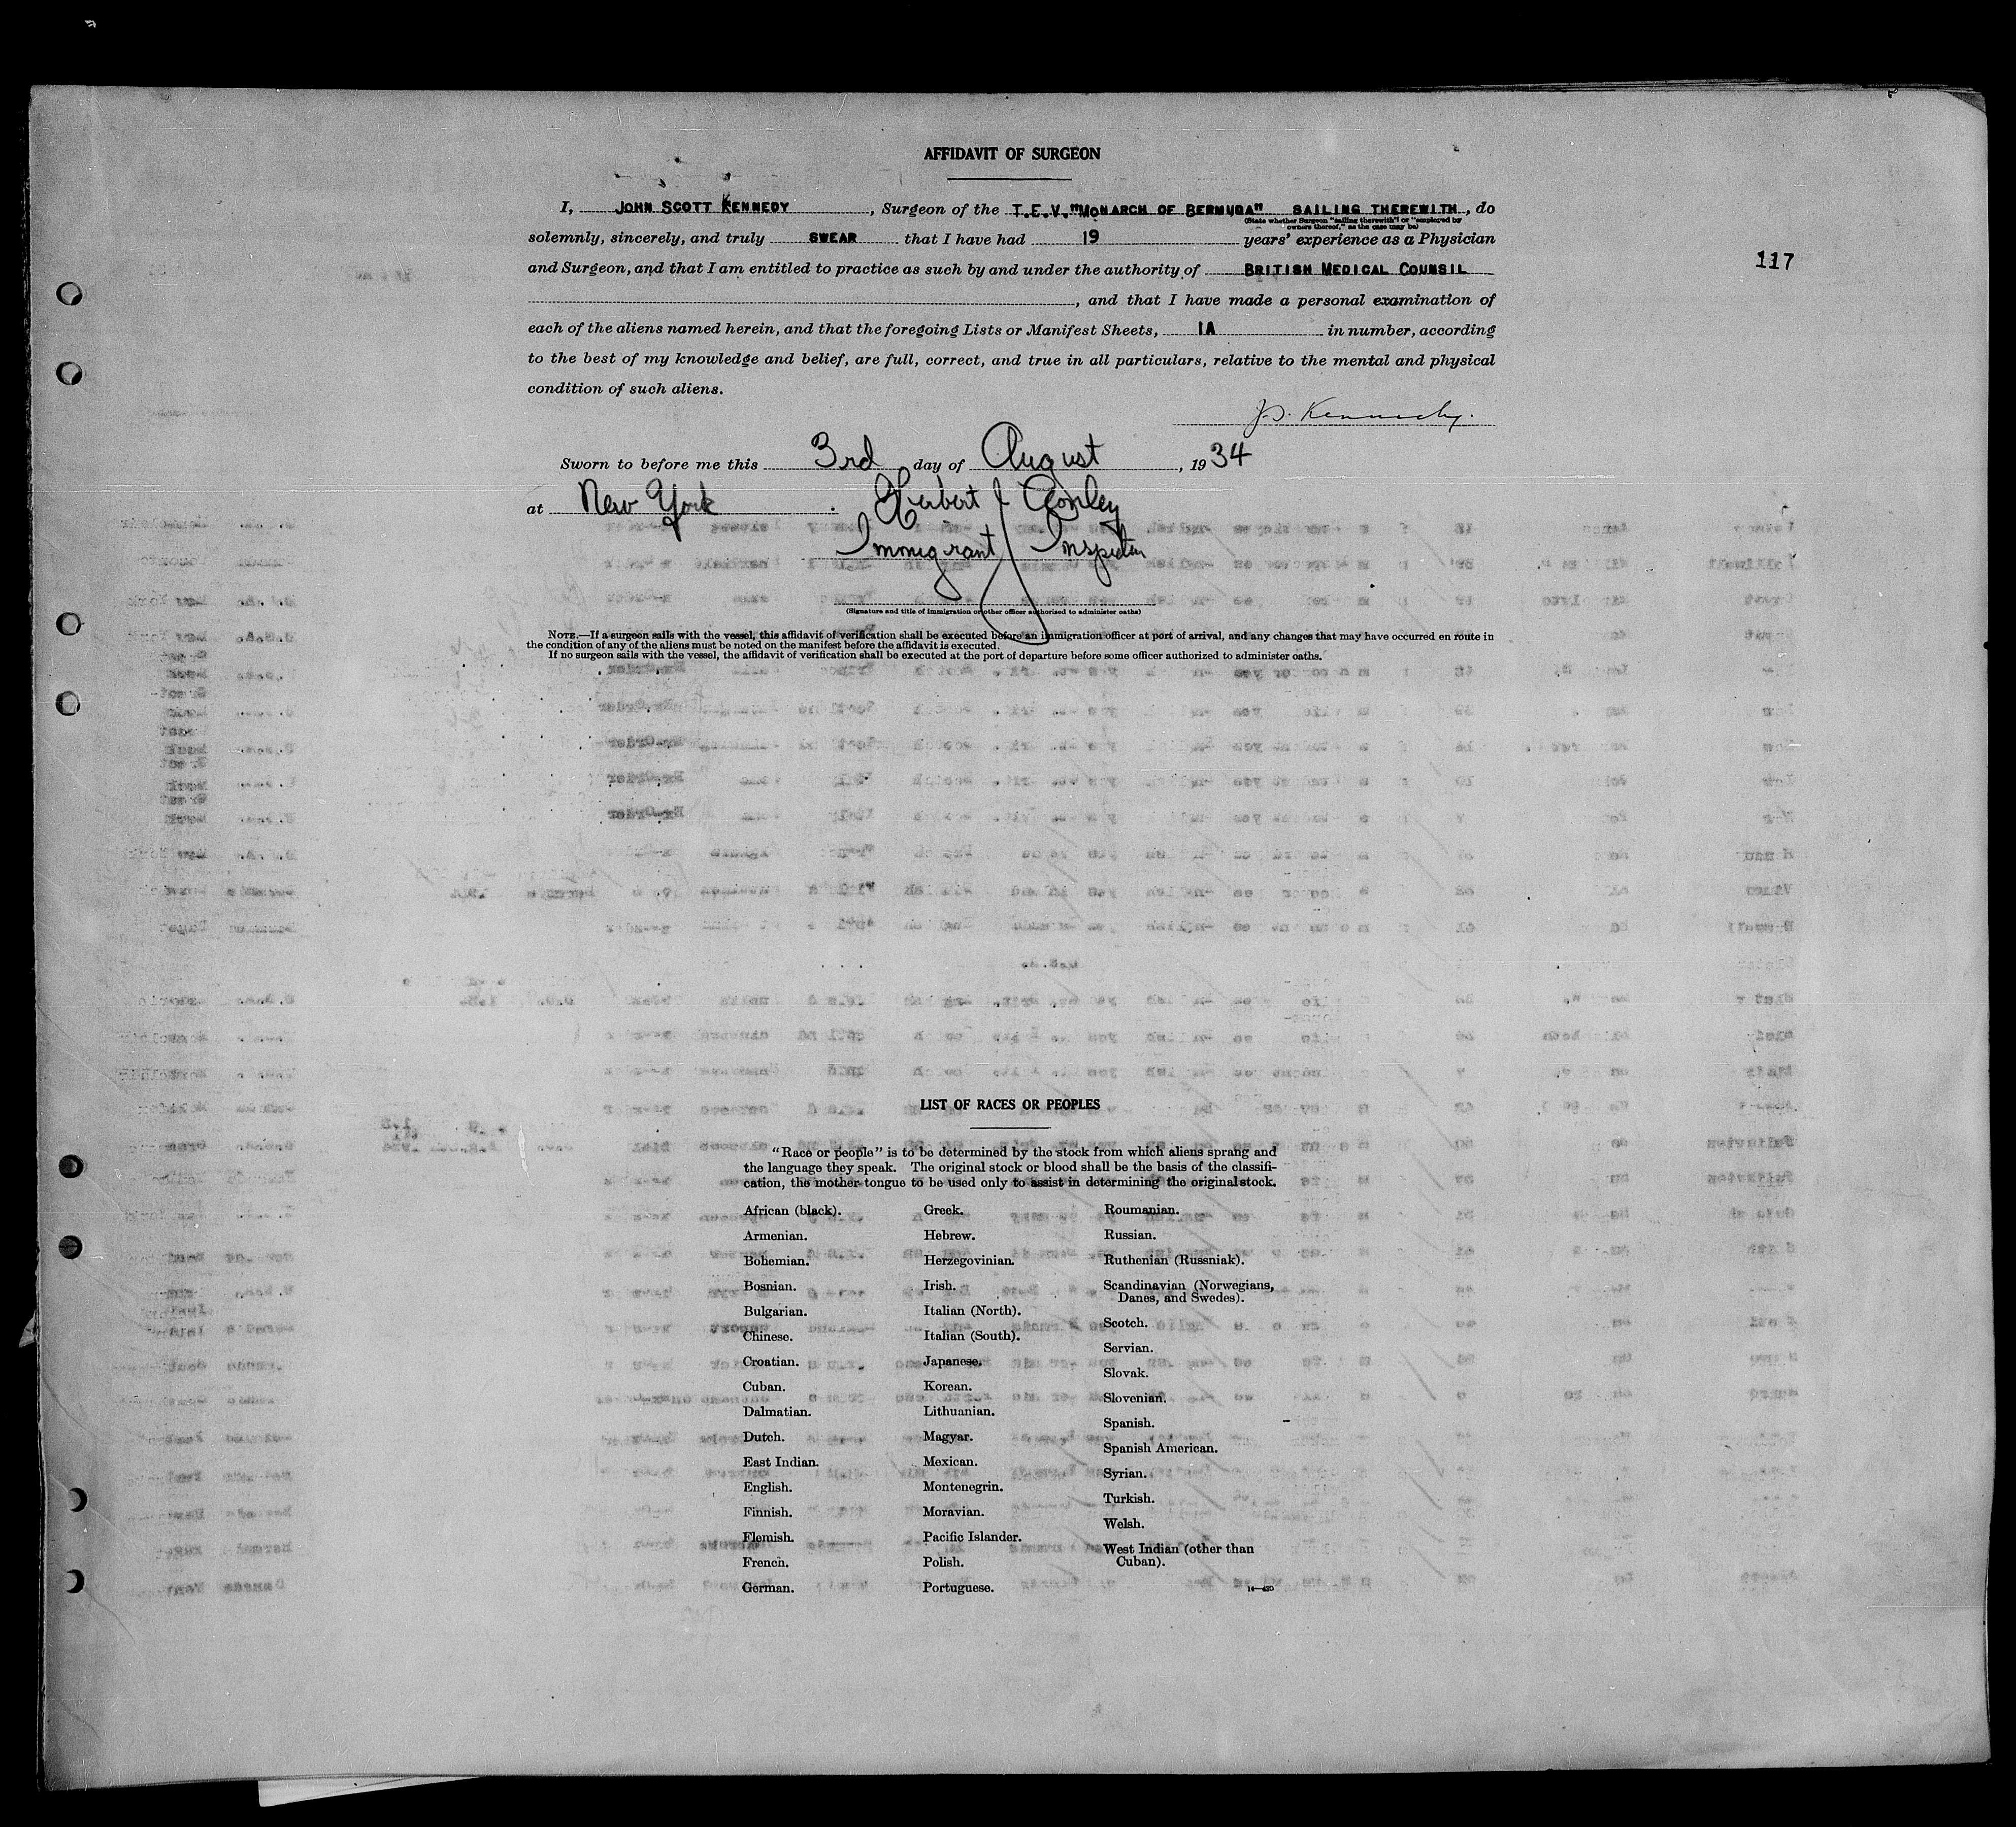 AFFIDAVIT OF SURGEON
I, JOHN SCOTT KENNEDY, Surgeon of the T.E.V. "MONARCH OF BERMUDA" SAILING THEREWITH, do
(State whether Surgeon "sailing therewith" or "employed by
owners thereof," as the case may be)
solemnly, sincerely, and truly SWEAR that I have had 19 years' experience as a Physician
and Surgeon, and that I am entitled to practice as such by and under the authority of BRITISH MEDICAL COUNSIL
117
, and that I have made a personal examination of
each of the aliens named herein, and that the foregoing Lists or Manifest Sheets, 1A in number, according
to the best of my knowledge and belief, are full, correct, and true in all particulars, relative to the mental and physical
condition of such aliens.
J.S. Kennedy.
Sworn to before me this 3rd day of August, 1934
at New York. Herbert J Conley
Immigrant Inspector
(Signature and title of immigration or other officer authorized to administer oaths)
NOTE.—If a surgeon sails with the vessel, this affidavit of verification shall be executed before an immigration officer at port of arrival, and any changes that may have occurred en route in
the condition of any of the aliens must be noted on the manifest before the affidavit is executed.
If no surgeon sails with the vessel, the affidavit of verification shall be executed at the port of departure before some officer authorized to administer oaths.
LIST OF RACES OR PEOPLES
"Race or people" is to be determined by the stock from which aliens sprang and
the language they speak. The original stock or blood shall be the basis of the classifi-
cation, the mother tongue to be used only to assist in determining the original stock.
African (black).
Armenian.
Bohemian.
Bosnian.
Bulgarian.
Chinese.
Croatian.
Cuban.
Dalmatian.
Dutch.
East Indian.
English.
Finnish.
Flemish.
French.
German.
Greek.
Hebrew.
Herzegovinian.
Irish.
Italian (North).
Italian (South).
Japanese.
Korean.
Lithuanian.
Magyar.
Mexican.
Montenegrin.
Moravian.
Pacific Islander.
Polish.
Portuguese.
Roumanian.
Russian.
Ruthenian (Russniak).
Scandinavian (Norwegians,
Danes, and Swedes).
Scotch.
Servian.
Slovak.
Slovenian.
Spanish.
Spanish American.
Syrian.
Turkish.
Welsh.
West Indian (other than
Cuban).